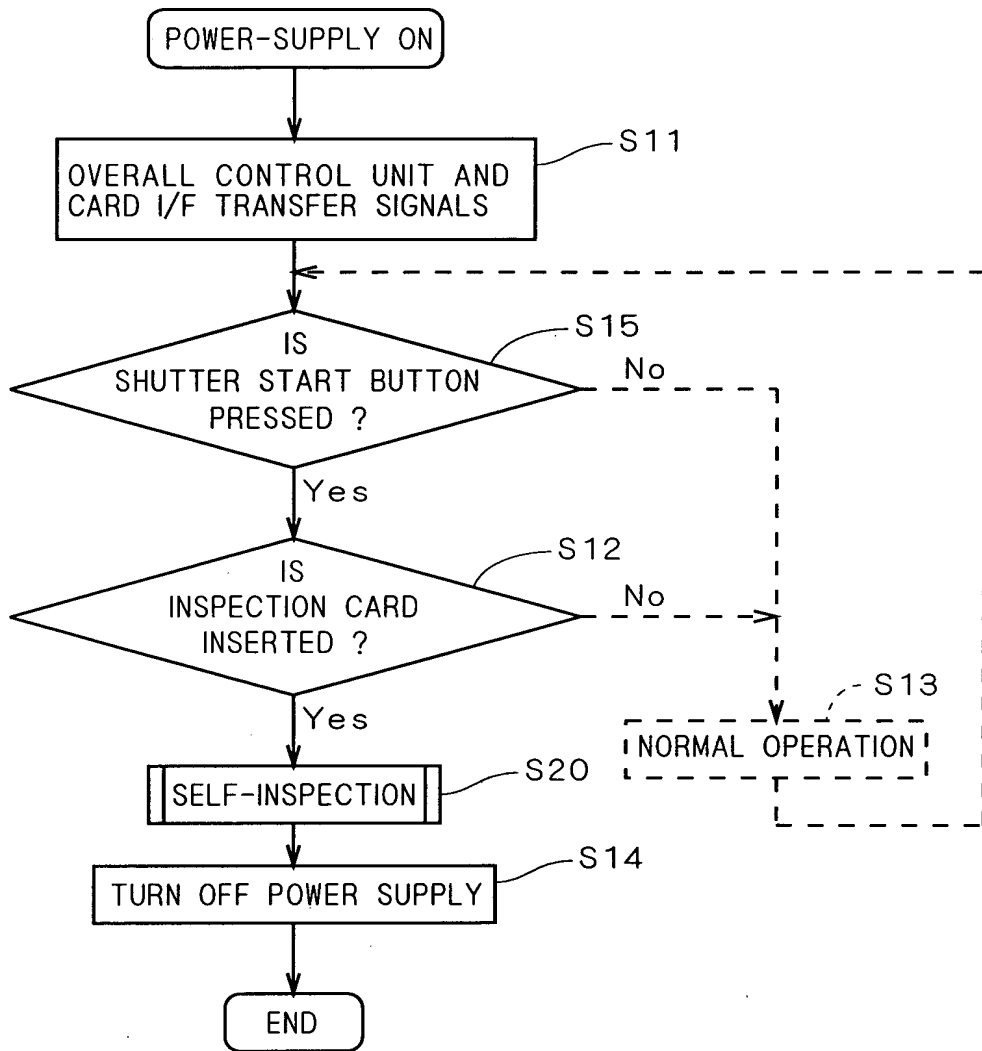 POWER-SUPPLY ON
S11
OVERALL CONTROL UNIT AND
CARD I/F TRANSFER SIGNALS
S15
IS
SHUTTER START BUTTON
PRESSED ?
No
Yes
S12
IS
INSPECTION CARD
INSERTED ?
No
Yes
S13
NORMAL OPERATION
S20
SELF-INSPECTION
S14
TURN OFF POWER SUPPLY
END